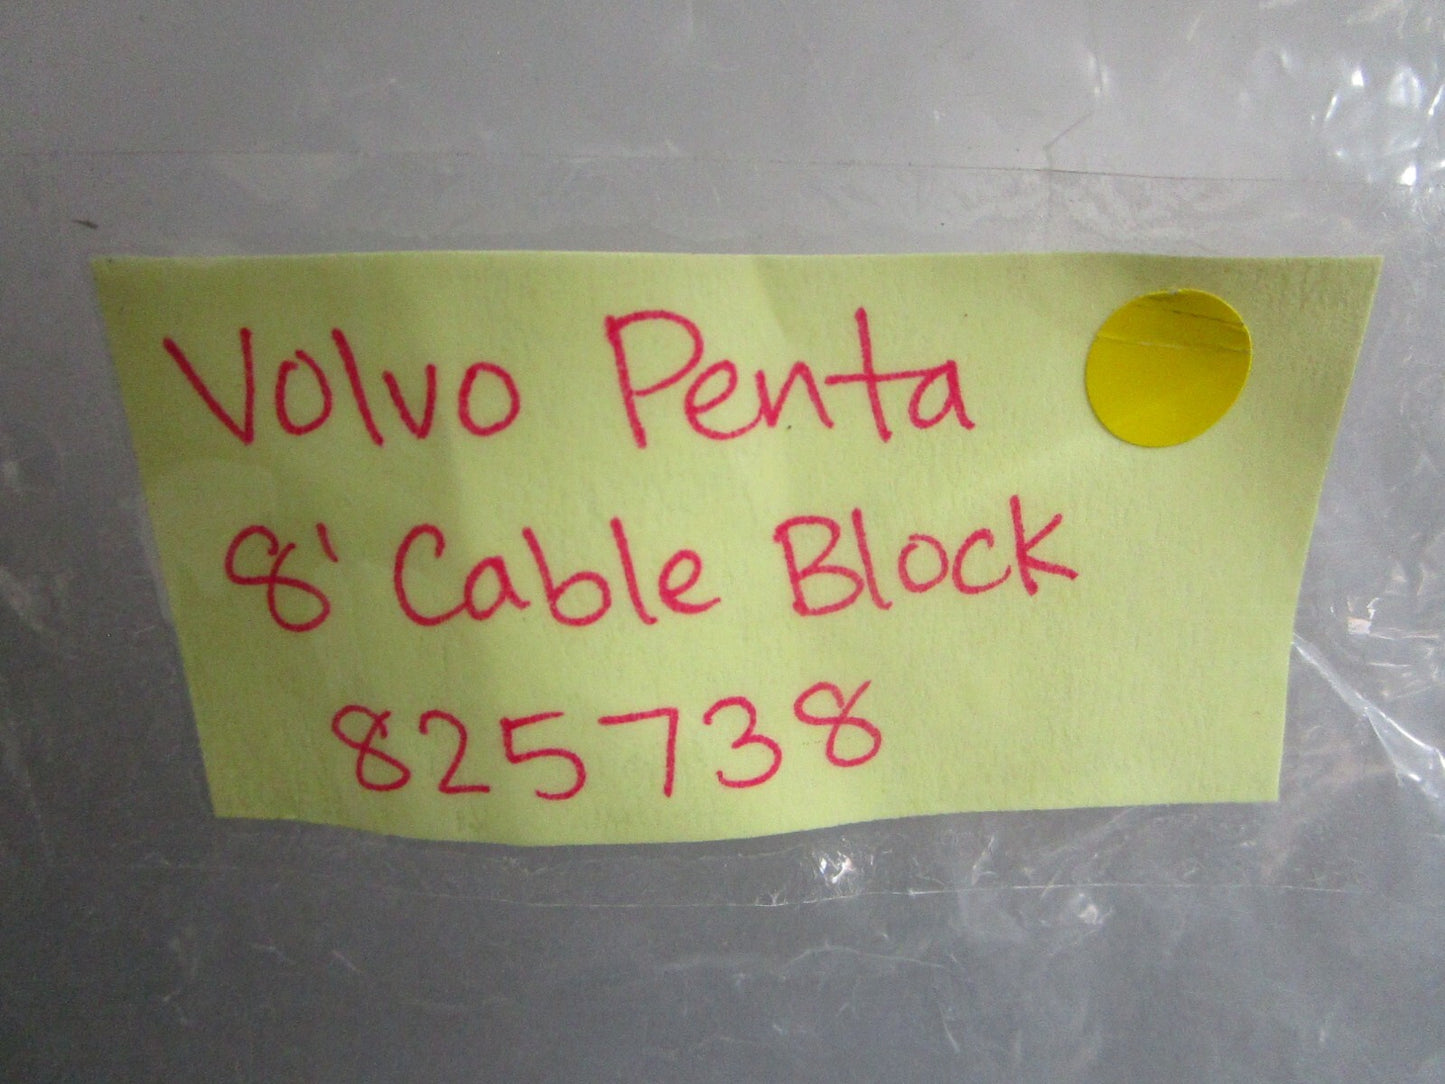 Volvo Penta
8' Cable Block
825738